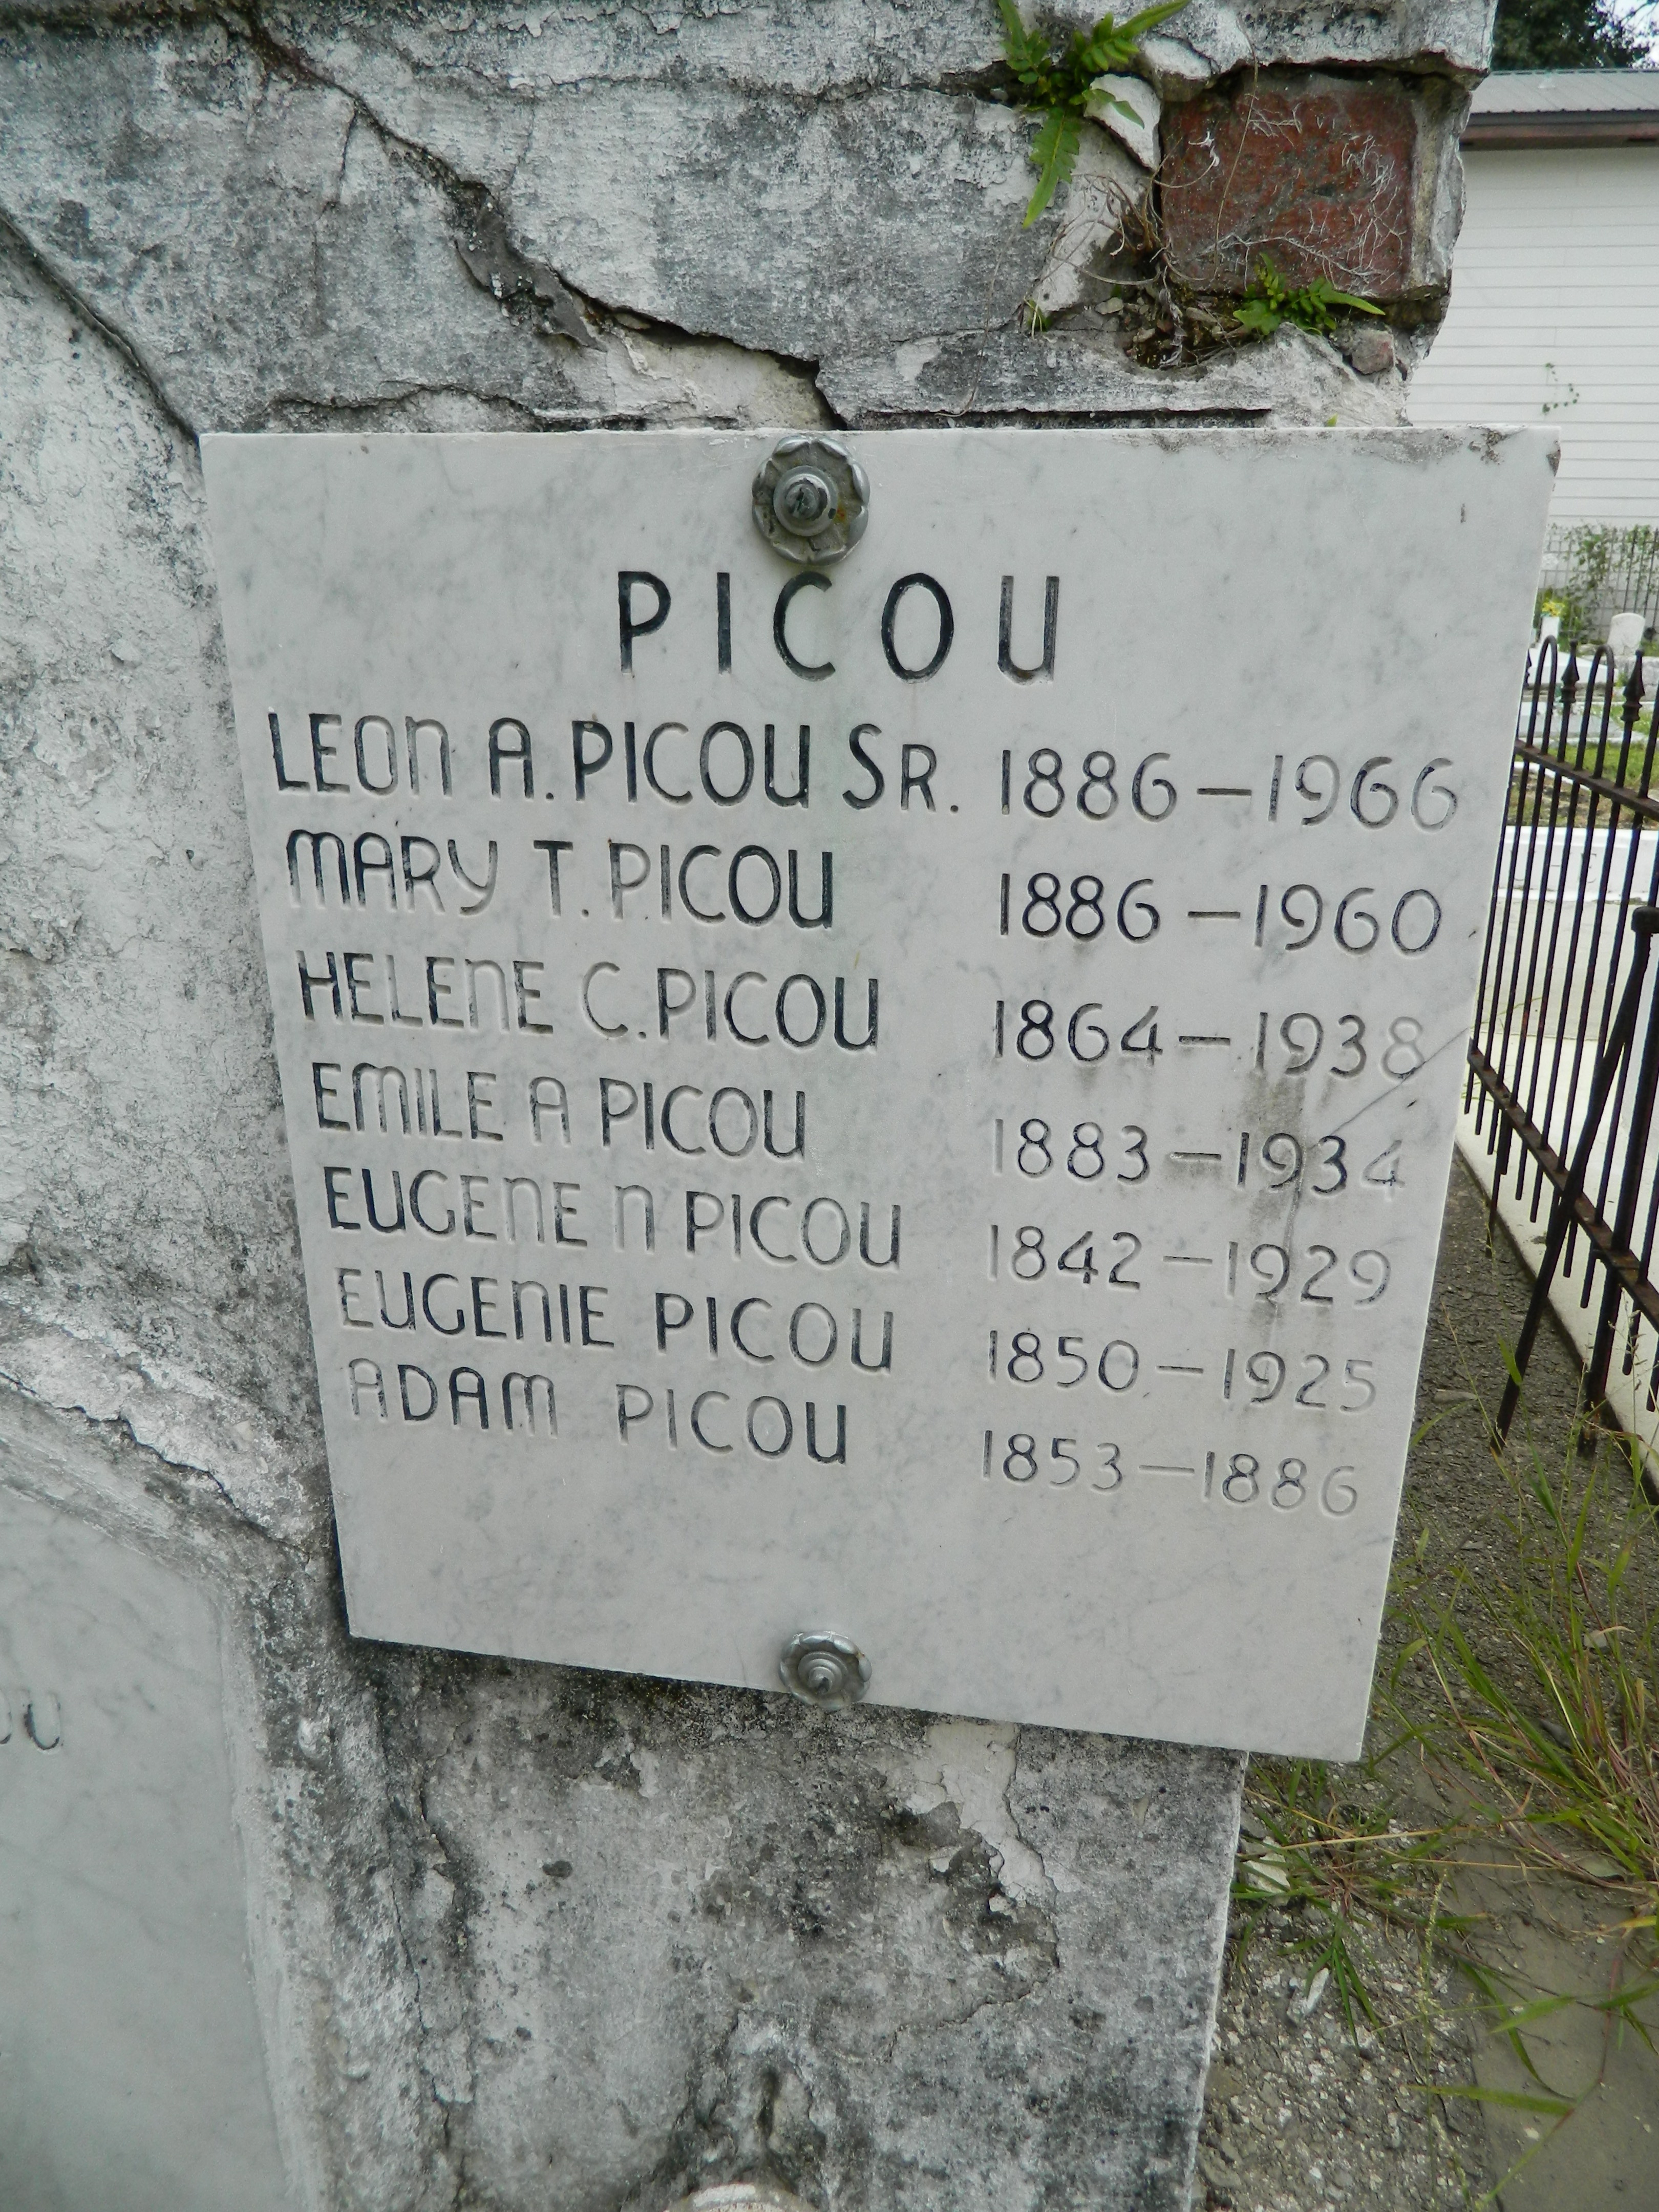 PICOU
LEON A. PICOU SR. 1886–1966
MARY T. PICOU 1886–1960
HELENE C. PICOU 1864–1938
EMILE A PICOU 1883–1934
EUGENE N PICOU 1842–1929
EUGENIE PICOU 1850–1925
ADAM PICOU 1853–1886